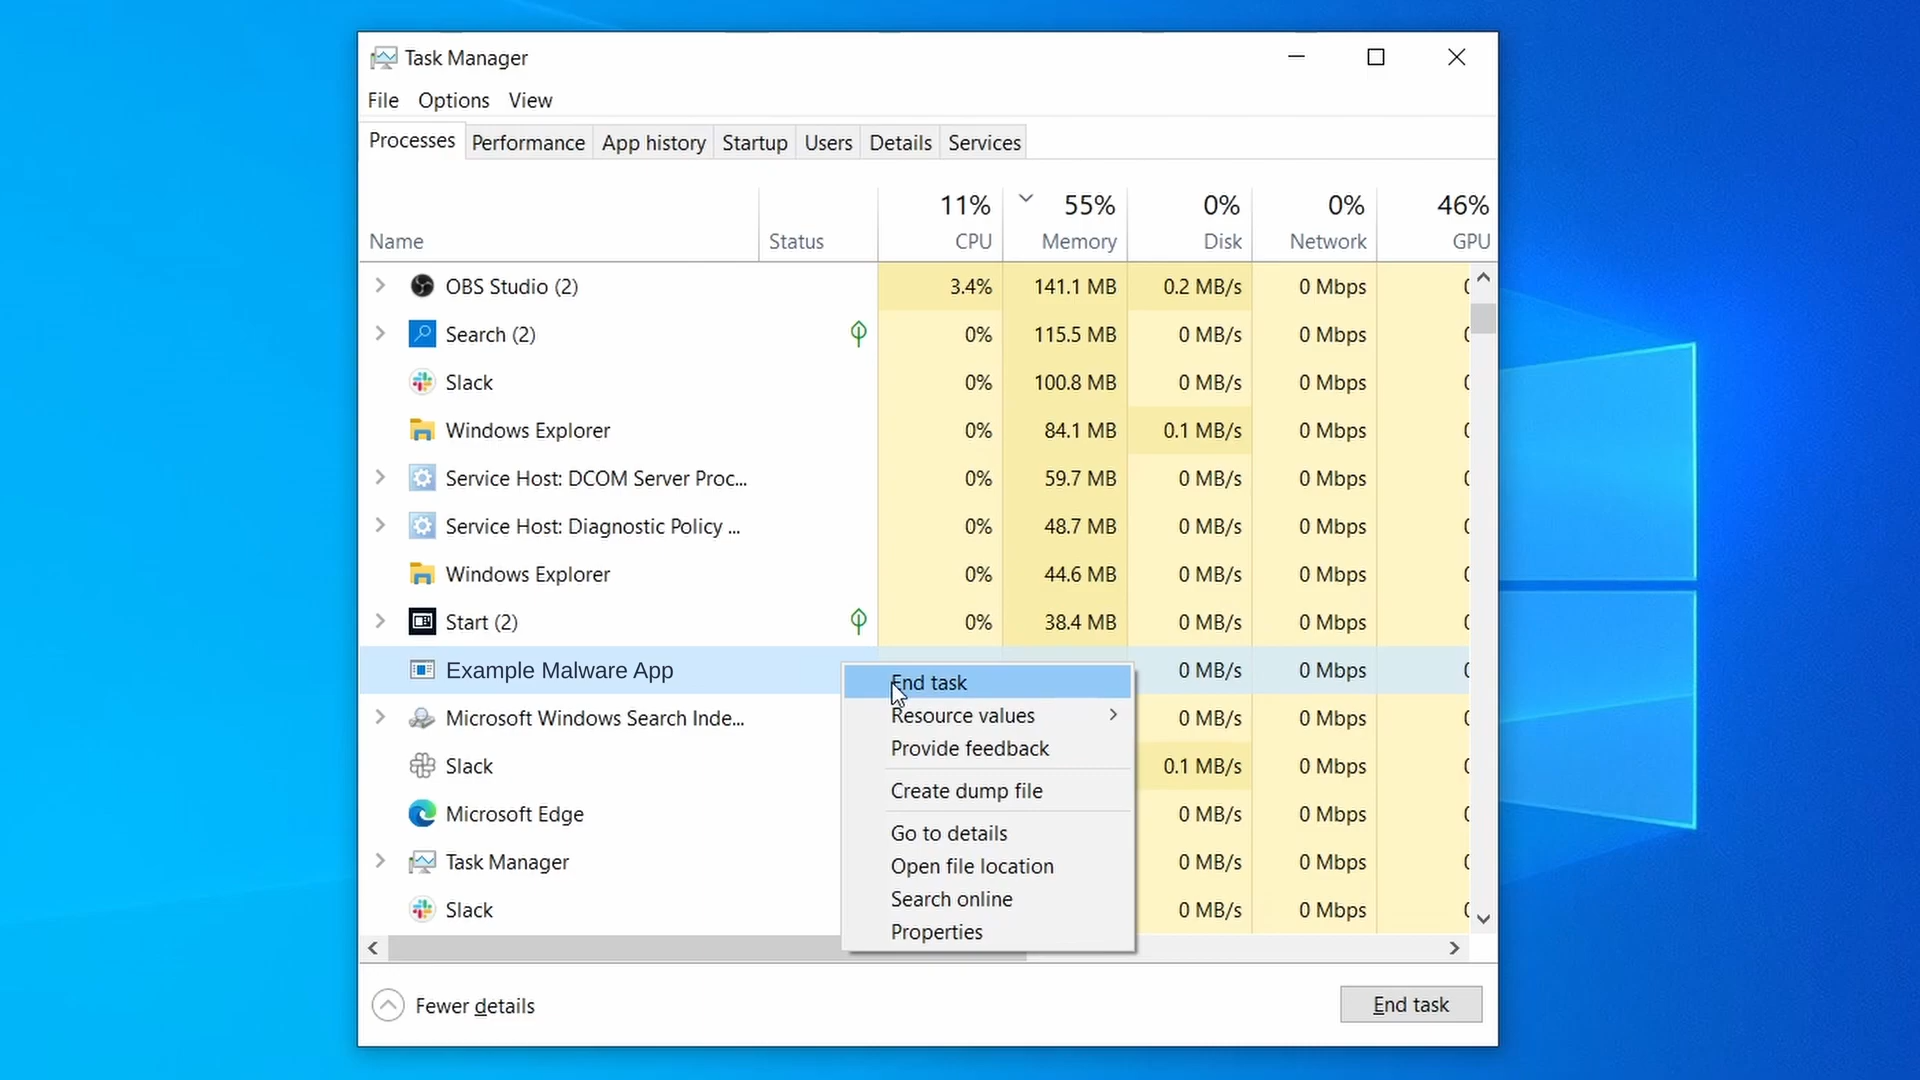 Task Manager
File Options View
Processes Performance App history Startup Users Details Services
11% 55% 0% 0% 46%
Name Status CPU Memory Disk Network GPU
OBS Studio (2) 3.4% 141.1 MB 0.2 MB/s 0 Mbps
Search (2) 0% 115.5 MB 0 MB/s 0 Mbps
Slack 0% 100.8 MB 0 MB/s 0 Mbps
Windows Explorer 0% 84.1 MB 0.1 MB/s 0 Mbps
Service Host: DCOM Server Proc... 0% 59.7 MB 0 MB/s 0 Mbps
Service Host: Diagnostic Policy ... 0% 48.7 MB 0 MB/s 0 Mbps
Windows Explorer 0% 44.6 MB 0 MB/s 0 Mbps
Start (2) 0% 38.4 MB 0 MB/s 0 Mbps
Example Malware App 0 MB/s 0 Mbps
Microsoft Windows Search Inde... 0 MB/s 0 Mbps
Slack 0.1 MB/s 0 Mbps
Microsoft Edge 0 MB/s 0 Mbps
Task Manager 0 MB/s 0 Mbps
Slack 0 MB/s 0 Mbps
End task
Resource values
Provide feedback
Create dump file
Go to details
Open file location
Search online
Properties
Fewer details End task